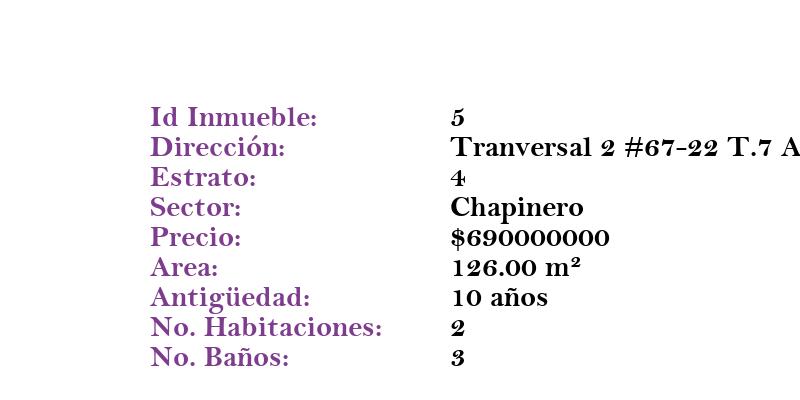 Id Inmueble: 5
Dirección: Tranversal 2 #67-22 T.7 A
Estrato: 4
Sector: Chapinero
Precio: $690000000
Area: 126.00 m²
Antigüedad: 10 años
No. Habitaciones: 2
No. Baños: 3